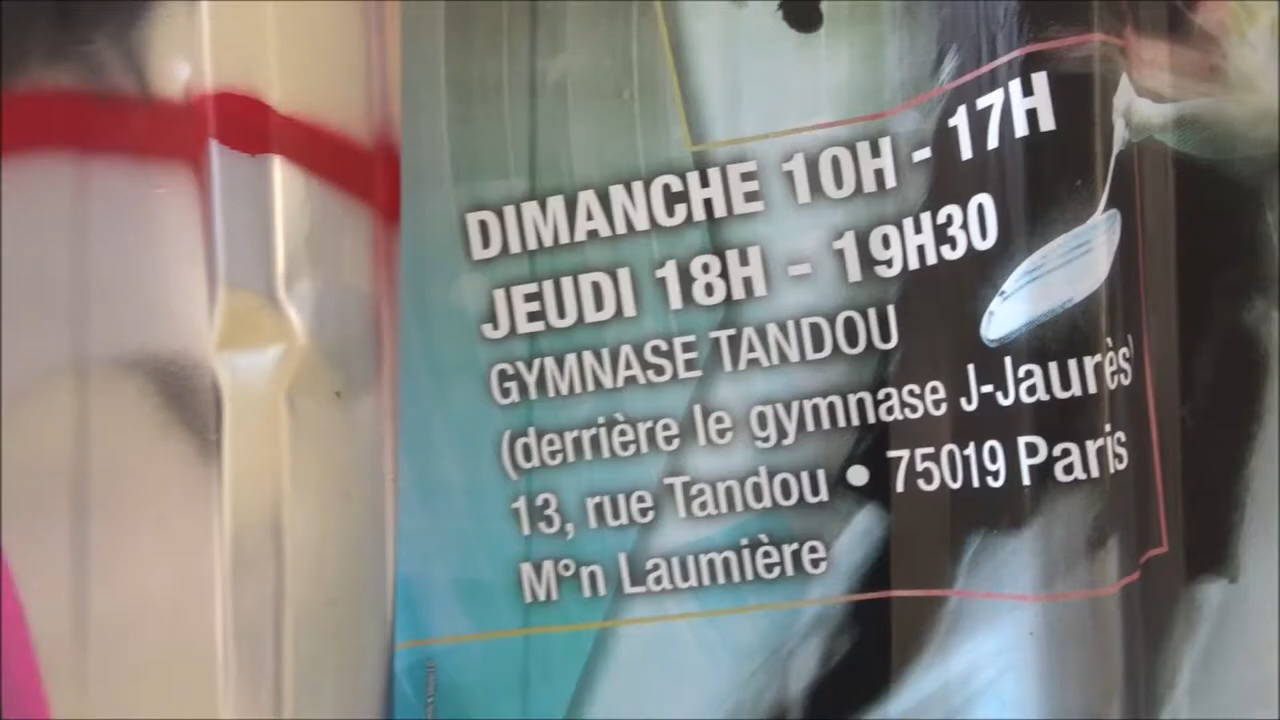 DIMANCHE 10H - 17H
JEUDI 18H - 19H30
GYMNASE TANDOU
(derrière le gymnase J-Jaurès)
13, rue Tandou • 75019 Paris
M°n Laumière